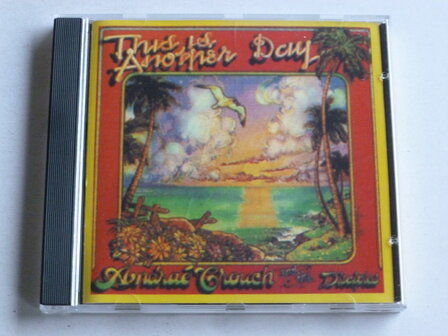 This is
Another Day
Andraé Crouch and the Disciples